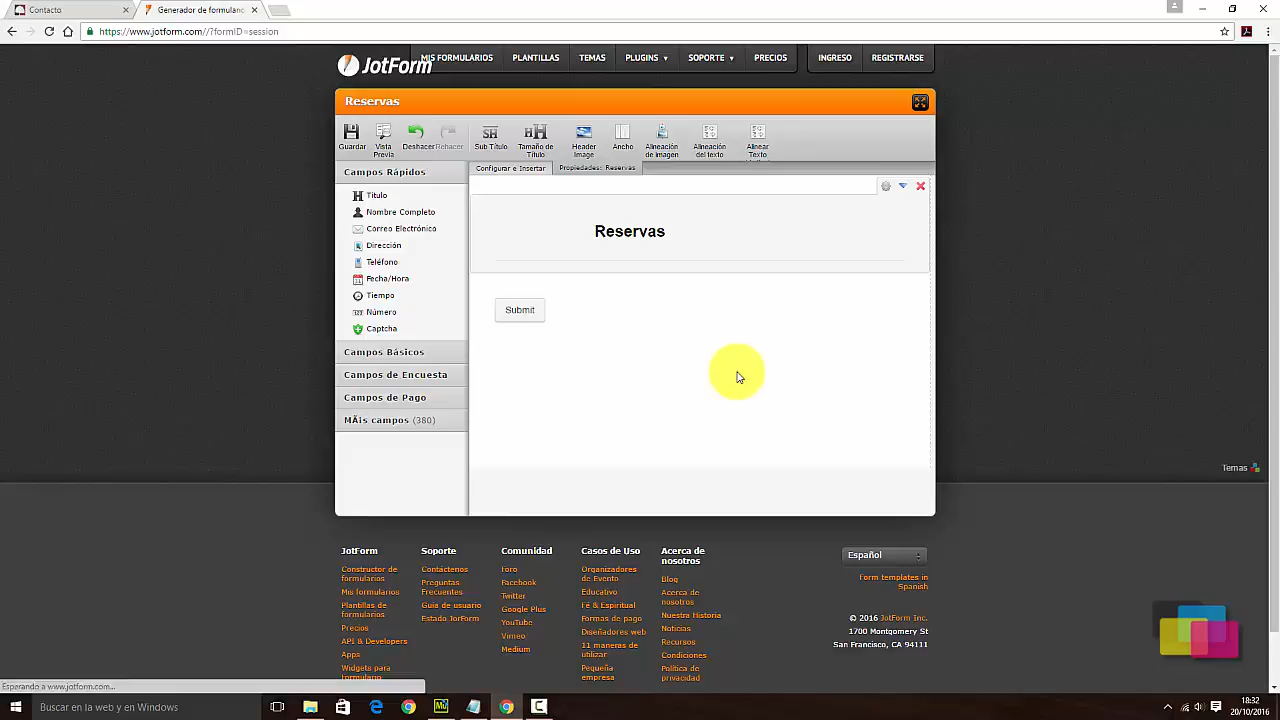 Contacto
Generador de formularios
https://www.jotform.com//?formID=session
JotForm
MIS FORMULARIOS
PLANTILLAS
TEMAS
PLUGINS
SOPORTE
PRECIOS
INGRESO
REGISTRARSE
Reservas
Guardar
Vista
Previa
Deshacer
Rehacer
Sub Título
Tamaño de
Título
Header
Image
Ancho
Alineación
de imagen
Alineación
del texto
Alinear
Texto
Campos Rápidos
Configurar e Insertar
Propiedades: Reservas
Título
Nombre Completo
Correo Electrónico
Dirección
Teléfono
Fecha/Hora
Tiempo
Número
Captcha
Campos Básicos
Campos de Encuesta
Campos de Pago
MÃ¡s campos (380)
Reservas
Submit
Temas
JotForm
Constructor de
formularios
Mis formularios
Plantillas de
formularios
Precios
API & Developers
Apps
Widgets para
formulario
Soporte
Contáctenos
Preguntas
Frecuentes
Guía de usuario
Estado JorForm
Comunidad
Foro
Facebook
Twitter
Google Plus
YouTube
Vimeo
Medium
Casos de Uso
Organizadores
de Evento
Educativo
Fé & Espiritual
Formas de pago
Diseñadores web
11 maneras de
utilizar
Pequeña
empresa
Acerca de
nosotros
Blog
Acerca de
nosotros
Nuestra Historia
Noticias
Recursos
Condiciones
Política de
privacidad
Español
Form templates in
Spanish
© 2016 JotForm Inc.
1700 Montgomery St
San Francisco, CA 94111
Esperando a www.jotform.com...
Buscar en la web y en Windows
18:32
20/10/2016